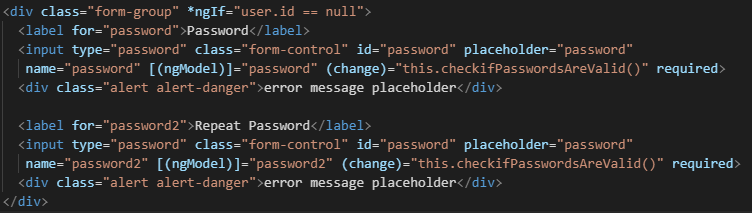 <div class="form-group" *ngIf="user.id == null">
<label for="password">Password</label>
<input type="password" class="form-control" id="password" placeholder="password"
name="password" [(ngModel)]="password" (change)="this.checkifPasswordsAreValid()" required>
<div class="alert alert-danger">error message placeholder</div>
<label for="password2">Repeat Password</label>
<input type="password" class="form-control" id="password" placeholder="password"
name="password2" [(ngModel)]="password2" (change)="this.checkifPasswordsAreValid()" required>
<div class="alert alert-danger">error message placeholder</div>
</div>